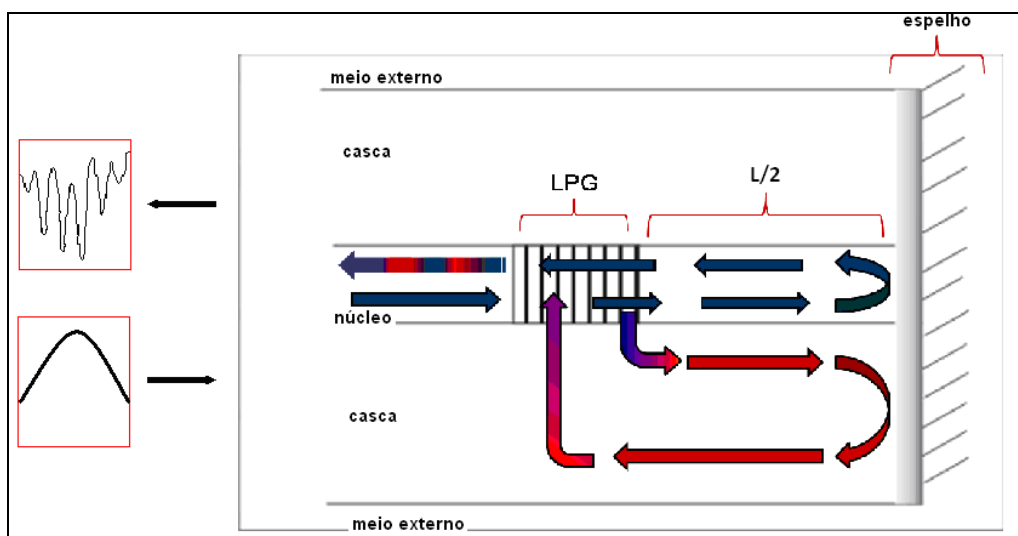 espelho
meio externo
casca
LPG
L/2
núcleo
casca
meio externo